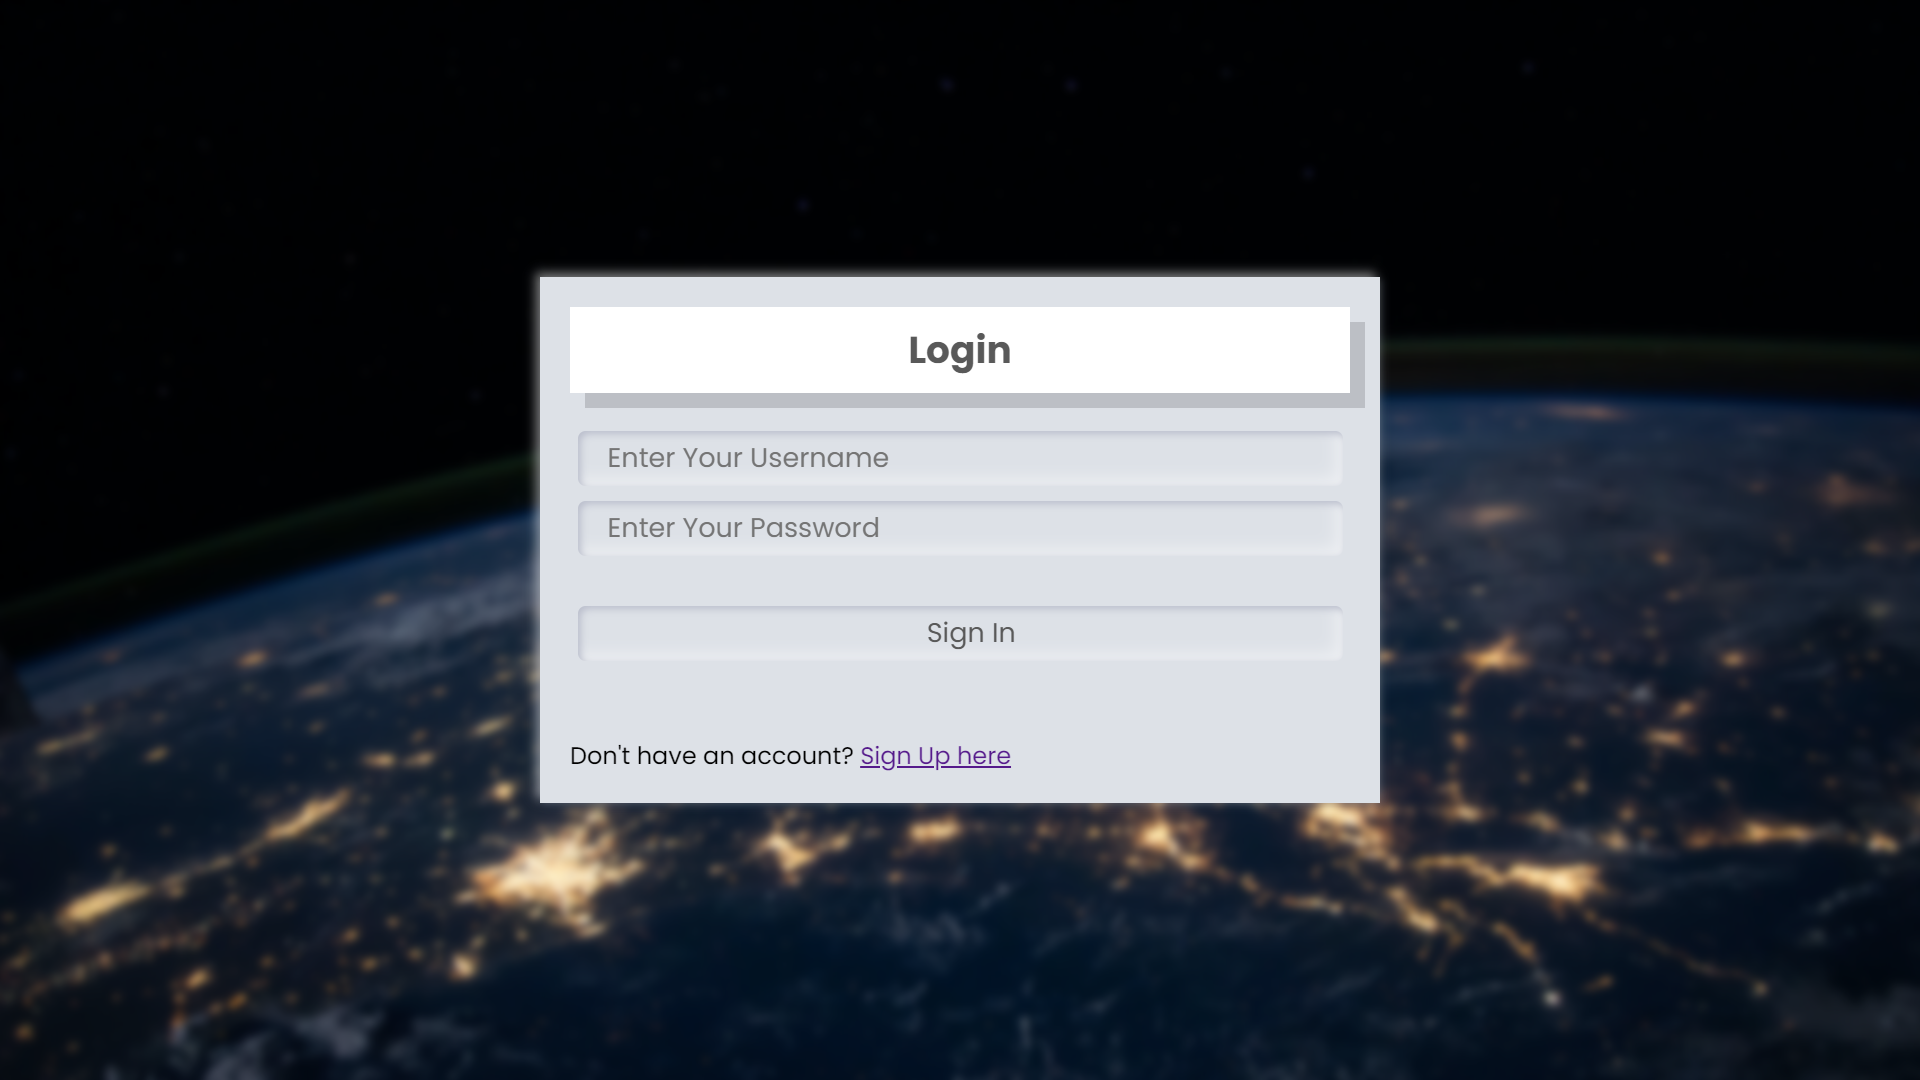 Login
Enter Your Username
Enter Your Password
Sign In
Don't have an account? Sign Up here